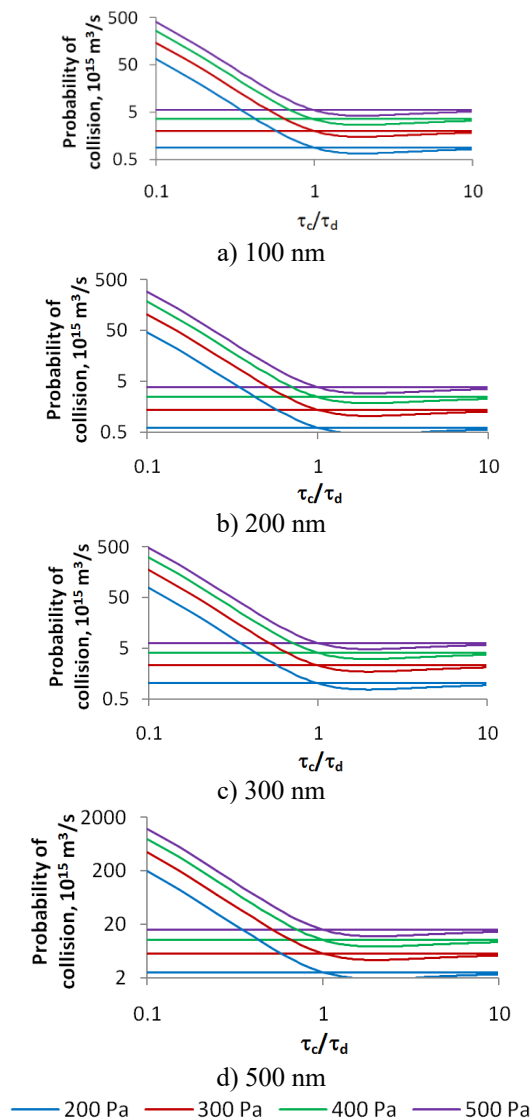 Probability of
collision, 10¹⁵ m³/s
500
50
5
0.5
0.1
1
10
τc/τd
a) 100 nm
Probability of
collision, 10¹⁵ m³/s
500
50
5
0.5
0.1
1
10
τc/τd
b) 200 nm
Probability of
collision, 10¹⁵ m³/s
500
50
5
0.5
0.1
1
10
τc/τd
c) 300 nm
Probability of
collision, 10¹⁵ m³/s
2000
200
20
2
0.1
1
10
τc/τd
d) 500 nm
200 Pa 300 Pa 400 Pa 500 Pa